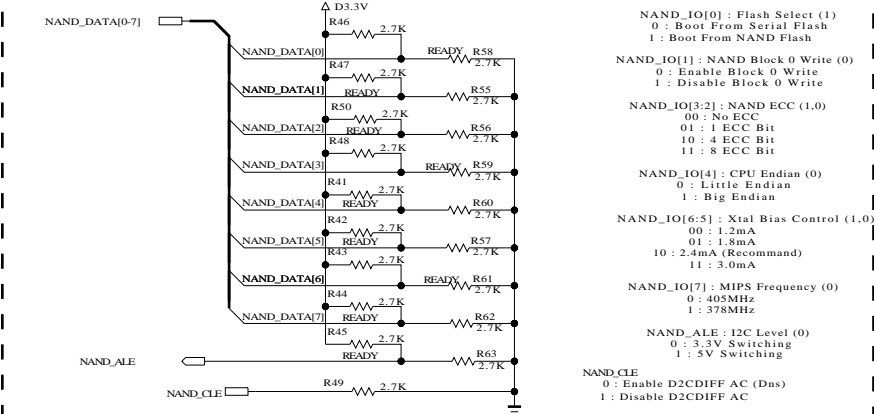 D3.3V
NAND_DATA[0-7]
R46
2.7K
NAND_DATA[0]
READY
R58
2.7K
R47
2.7K
NAND_DATA[1]
READY
R55
2.7K
R50
2.7K
NAND_DATA[2]
READY
R56
2.7K
R48
2.7K
NAND_DATA[3]
READY
R59
2.7K
R41
2.7K
NAND_DATA[4]
READY
R60
2.7K
R42
2.7K
NAND_DATA[5]
READY
R57
2.7K
R43
2.7K
NAND_DATA[6]
READY
R61
2.7K
R44
2.7K
NAND_DATA[7]
READY
R62
2.7K
R45
2.7K
NAND_ALE
READY
R63
2.7K
NAND_CLE
R49
2.7K
NAND_IO[0] : Flash Select (1)
0 : Boot From Serial Flash
1 : Boot From NAND Flash
NAND_IO[1] : NAND Block 0 Write (0)
0 : Enable Block 0 Write
1 : Disable Block 0 Write
NAND_IO[3:2] : NAND ECC (1,0)
00 : No ECC
01 : 1 ECC Bit
10 : 4 ECC Bit
11 : 8 ECC Bit
NAND_IO[4] : CPU Endian (0)
0 : Little Endian
1 : Big Endian
NAND_IO[6:5] : Xtal Bias Control (1,0)
00 : 1.2mA
01 : 1.8mA
10 : 2.4mA (Recommand)
11 : 3.0mA
NAND_IO[7] : MIPS Frequency (0)
0 : 405MHz
1 : 378MHz
NAND_ALE : I2C Level (0)
0 : 3.3V Switching
1 : 5V Switching
NAND_CLE
0 : Enable D2CDIFF AC (Dns)
1 : Disable D2CDIFF AC